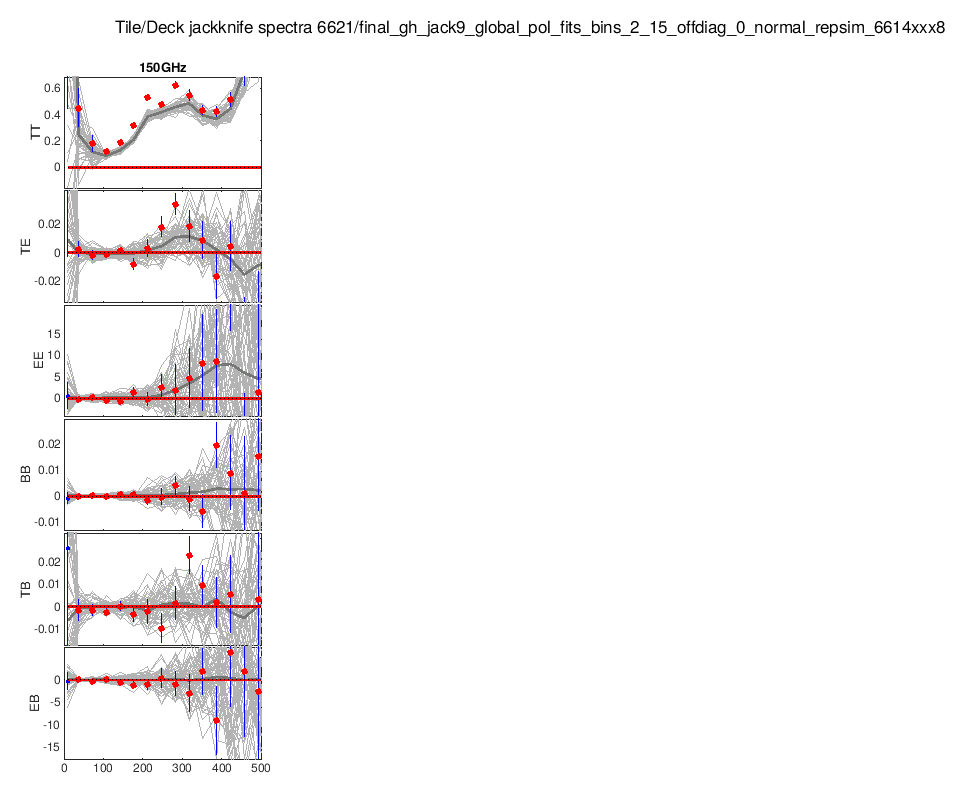 Tile/Deck jackknife spectra 6621/final_gh_jack9_global_pol_fits_bins_2_15_offdiag_0_normal_repsim_6614xxx8
150GHz
0.6
0.4
0.2
0
TT
0.02
0
-0.02
TE
15
10
5
0
EE
0.02
0.01
0
-0.01
BB
0.02
0.01
0
-0.01
TB
0
-5
-10
-15
EB
0 100 200 300 400 500